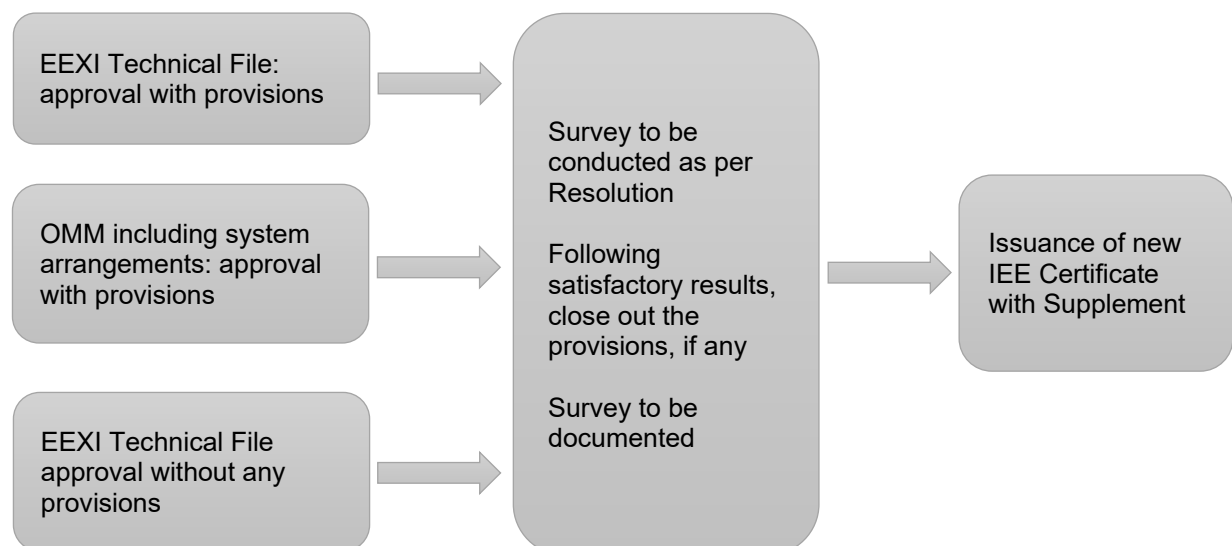 EEXI Technical File:
approval with provisions
OMM including system
arrangements: approval
with provisions
EEXI Technical File
approval without any
provisions
Survey to be
conducted as per
Resolution
Following
satisfactory results,
close out the
provisions, if any
Survey to be
documented
Issuance of new
IEE Certificate
with Supplement